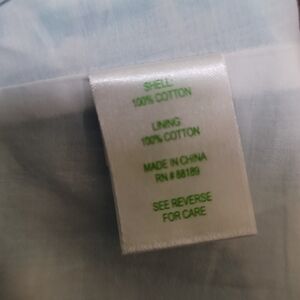 SHELL:
100% COTTON
LINING
100% COTTON
MADE IN CHINA
RN # 88189
SEE REVERSE
FOR CARE